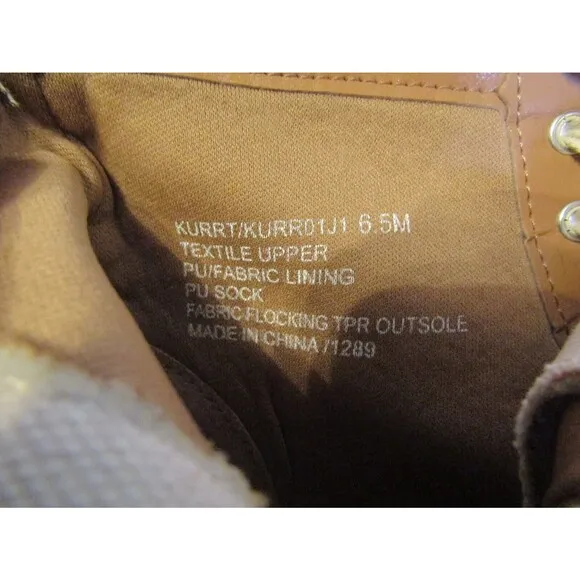 KURRT/KURR01J1 6.5M
TEXTILE UPPER
PU/FABRIC LINING
PU SOCK
FABRIC FLOCKING TPR OUTSOLE
MADE IN CHINA /1289